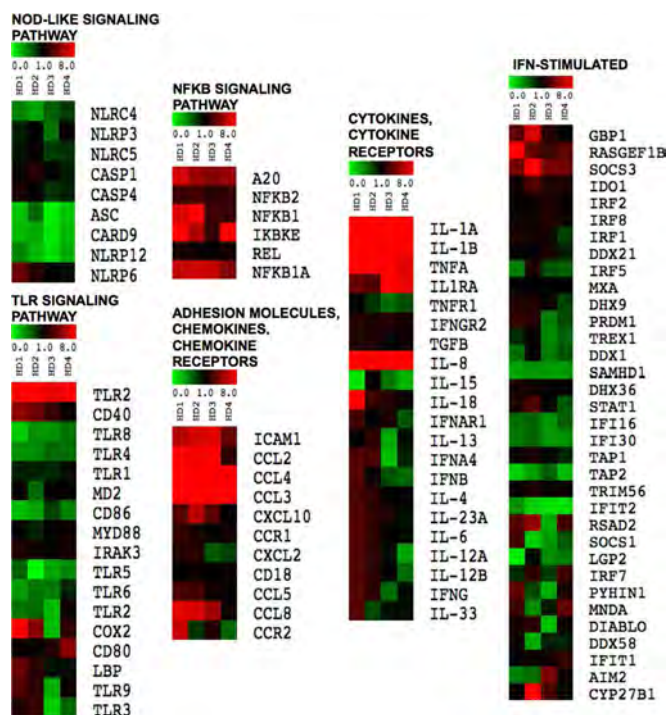 NOD-LIKE SIGNALING
PATHWAY
0.0 1.0 8.0
HD1 HD2 HD3 HD4
NLRC4
NLRP3
NLRC5
CASP1
CASP4
ASC
CARD9
NLRP12
NLRP6
TLR SIGNALING
PATHWAY
0.0 1.0 8.0
HD1 HD2 HD3 HD4
TLR2
CD40
TLR8
TLR4
TLR1
MD2
CD86
MYD88
IRAK3
TLR5
TLR6
TLR2
COX2
CD80
LBP
TLR9
TLR3
NFKB SIGNALING
PATHWAY
0.0 1.0 8.0
HD1 HD2 HD3 HD4
A20
NFKB2
NFKB1
IKBKE
REL
NFKB1A
ADHESION MOLECULES,
CHEMOKINES,
CHEMOKINE
RECEPTORS
0.0 1.0 8.0
HD1 HD2 HD3 HD4
ICAM1
CCL2
CCL4
CCL3
CXCL10
CCR1
CXCL2
CD18
CCL5
CCL8
CCR2
CYTOKINES,
CYTOKINE
RECEPTORS
0.0 1.0 8.0
HD1 HD2 HD3 HD4
IL-1A
IL-1B
TNFA
IL1RA
TNFR1
IFNGR2
TGFB
IL-8
IL-15
IL-18
IFNAR1
IL-13
IFNA4
IFNB
IL-4
IL-23A
IL-6
IL-12A
IL-12B
IFNG
IL-33
IFN-STIMULATED
0.0 1.0 8.0
HD1 HD2 HD3 HD4
GBP1
RASGEF1B
SOCS3
IDO1
IRF2
IRF8
IRF1
DDX21
IRF5
MXA
DHX9
PRDM1
TREX1
DDX1
SAMHD1
DHX36
STAT1
IFI16
IFI30
TAP1
TAP2
TRIM56
IFIT2
RSAD2
SOCS1
LGP2
IRF7
PYHIN1
MNDA
DIABLO
DDX58
IFIT1
AIM2
CYP27B1